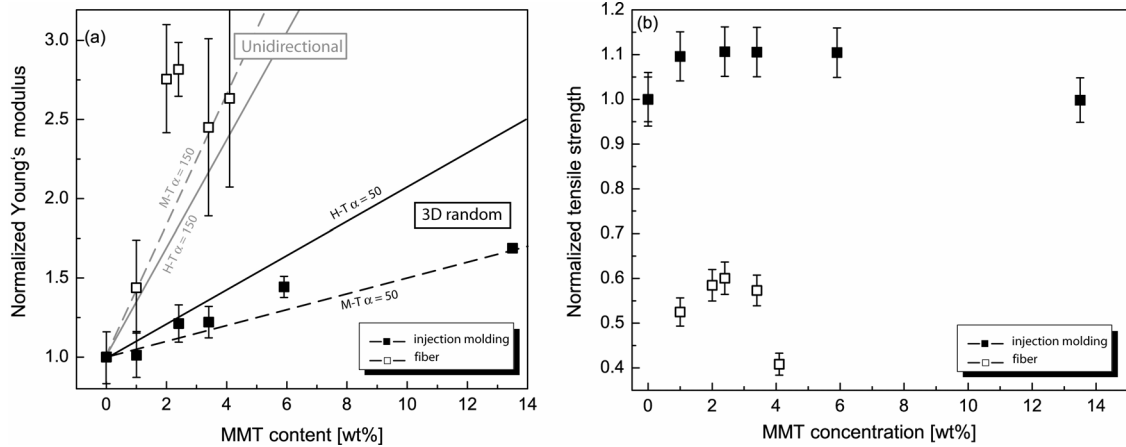 (a)
Normalized Young's modulus
3.0
2.5
2.0
1.5
1.0
Unidirectional
M-T α = 150
H-T α = 150
H-T α = 50
3D random
M-T α = 50
injection molding
fiber
0 2 4 6 8 10 12 14
MMT content [wt%]
(b)
Normalized tensile strength
1.2
1.1
1.0
0.9
0.8
0.7
0.6
0.5
0.4
injection molding
fiber
0 2 4 6 8 10 12 14
MMT concentration [wt%]